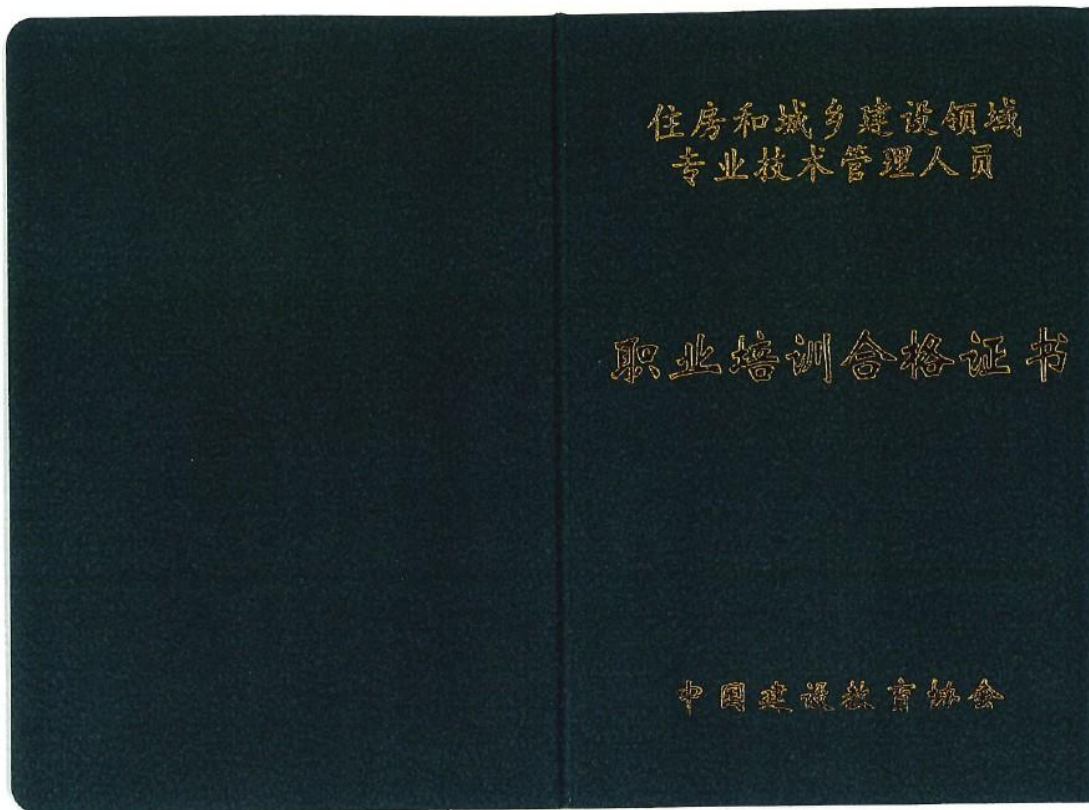 住房和城乡建设领域
专业技术管理人员
职业培训合格证书
中国建设教育协会